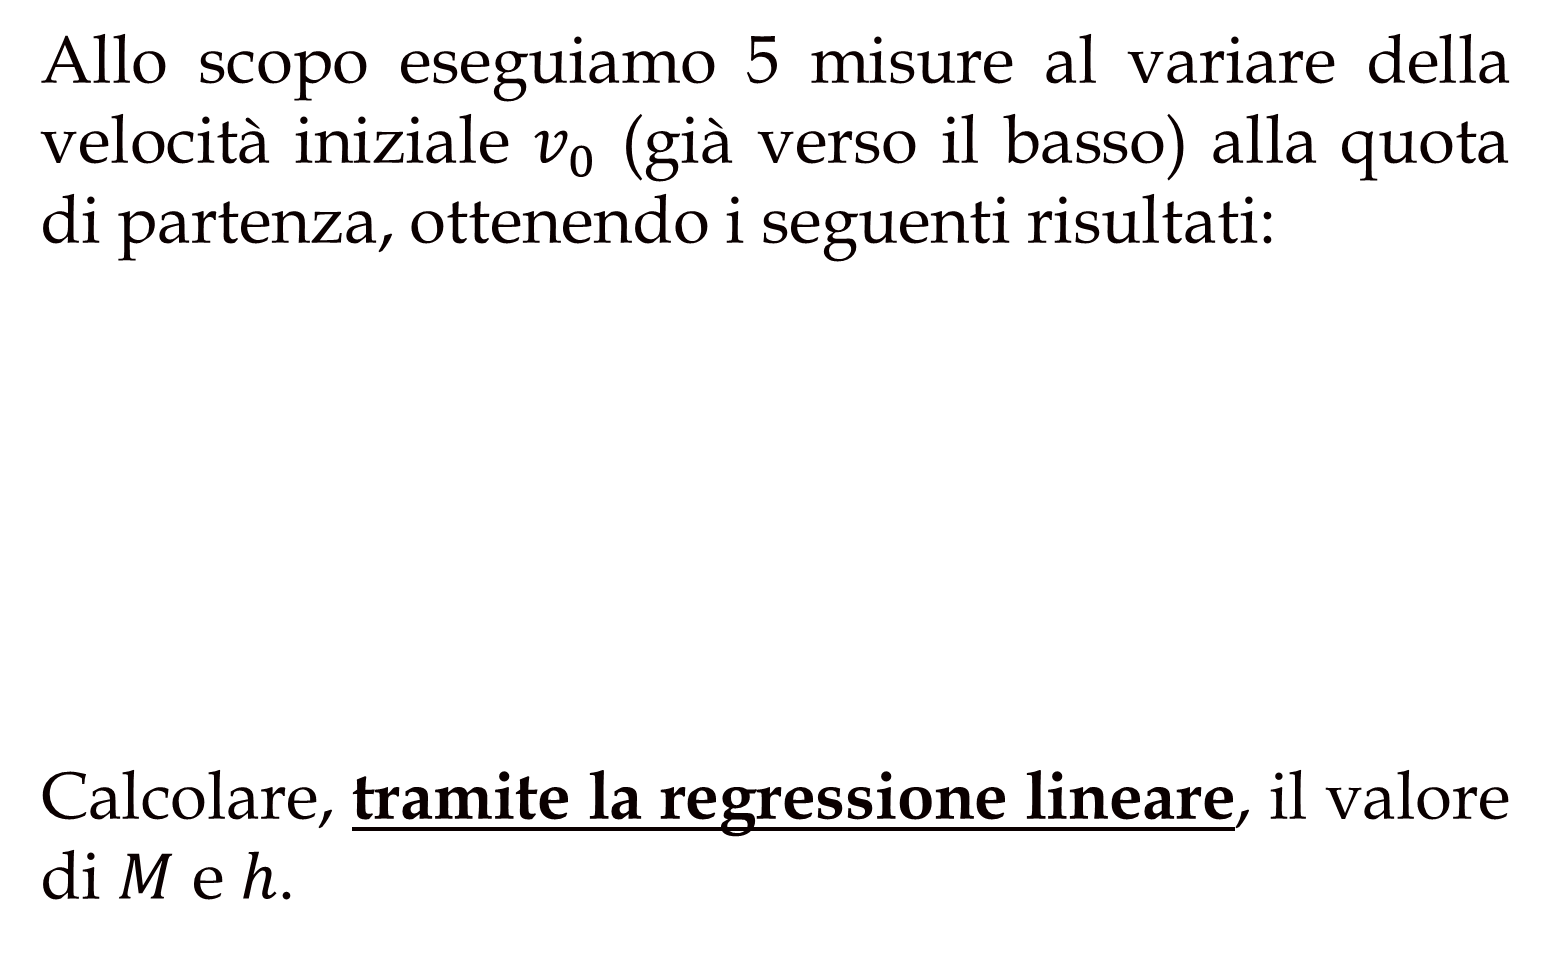 Allo scopo eseguiamo 5 misure al variare della
velocità iniziale v₀ (già verso il basso) alla quota
di partenza, ottenendo i seguenti risultati:
Calcolare, tramite la regressione lineare, il valore
di M e h.